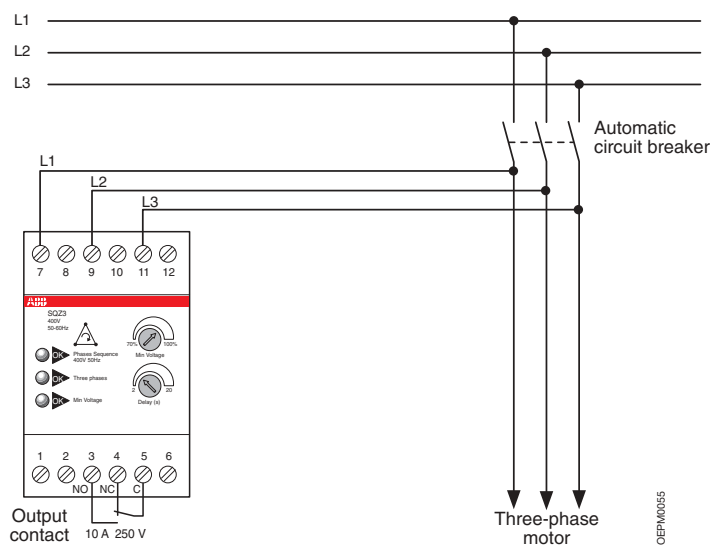 L1
L2
L3
Automatic
circuit breaker
L1
L2
L3
7 8 9 10 11 12
ABB
SQZ3
400V
50-60Hz
70% 100%
Min Voltage
OK Phases Sequence
400V 50Hz
OK Three phases
2 20
Delay (s)
OK Min Voltage
1 2 3 4 5 6
NO NC C
Output
contact
10 A 250 V
Three-phase
motor
OEPM0055